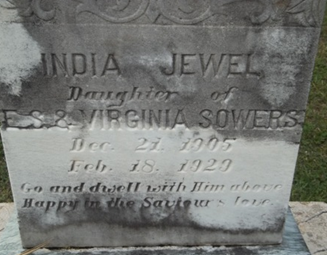 INDIA JEWEL
Daughter of
E.S. & VIRGINIA SOWERS
Dec. 21, 1905
Feb. 18, 1929
Go and dwell with Him above
Happy in the Saviour's love.